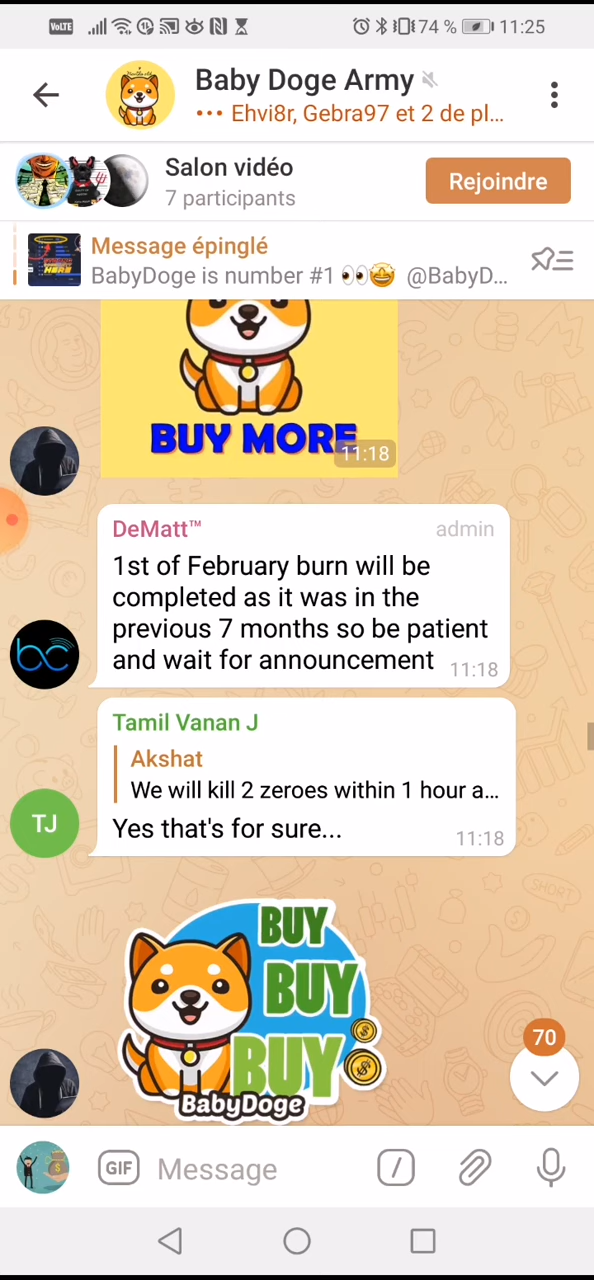 VoLTE
74 %
11:25
Baby Doge Army
••• Ehvi8r, Gebra97 et 2 de pl...
Salon vidéo
7 participants
Rejoindre
Message épinglé
BabyDoge is number #1 👀🤩 @BabyD...
BUY MORE
11:18
DeMatt™
admin
1st of February burn will be
completed as it was in the
previous 7 months so be patient
and wait for announcement
11:18
bc
Tamil Vanan J
Akshat
We will kill 2 zeroes within 1 hour a...
TJ
Yes that's for sure...
11:18
SHORT
BUY
BUY
BUY
BabyDoge
70
GIF
Message